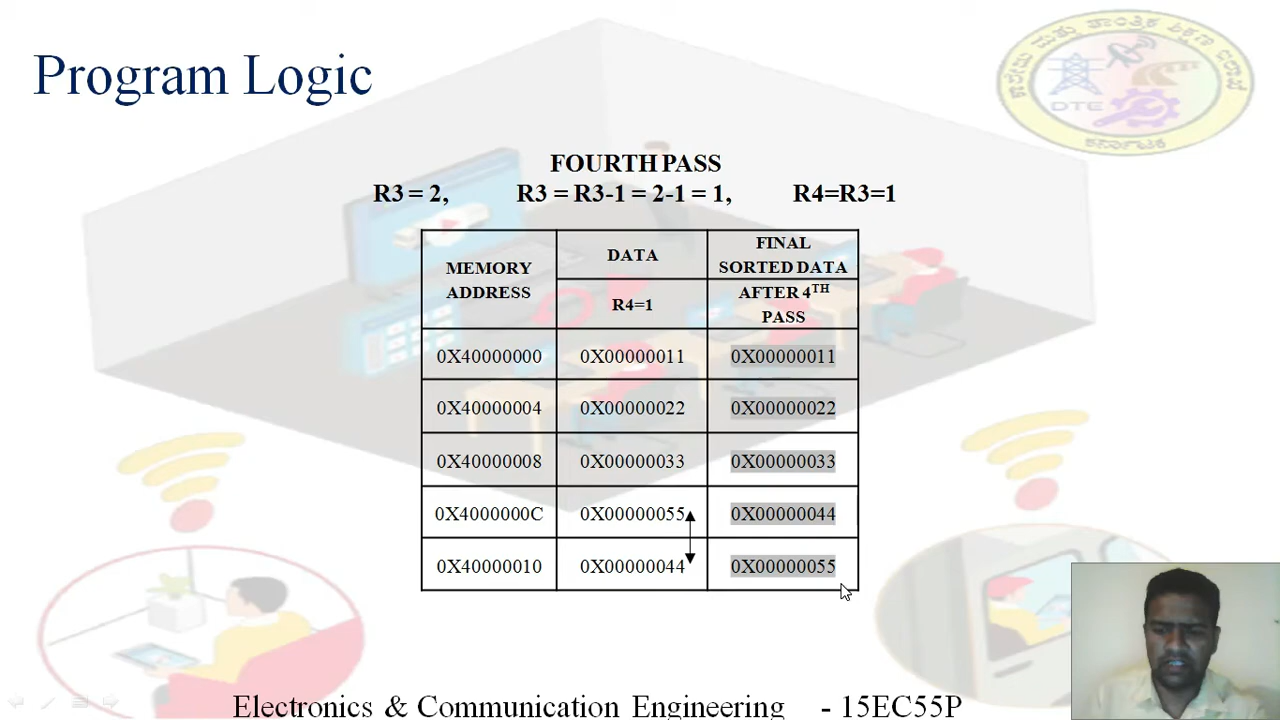 Program Logic
DTE
FOURTH PASS
R3 = 2, R3 = R3-1 = 2-1 = 1, R4=R3=1
MEMORY ADDRESS DATA FINAL SORTED DATA
R4=1 AFTER 4TH PASS
0X40000000 0X00000011 0X00000011
0X40000004 0X00000022 0X00000022
0X40000008 0X00000033 0X00000033
0X4000000C 0X00000055 0X00000044
0X40000010 0X00000044 0X00000055
Electronics & Communication Engineering - 15EC55P